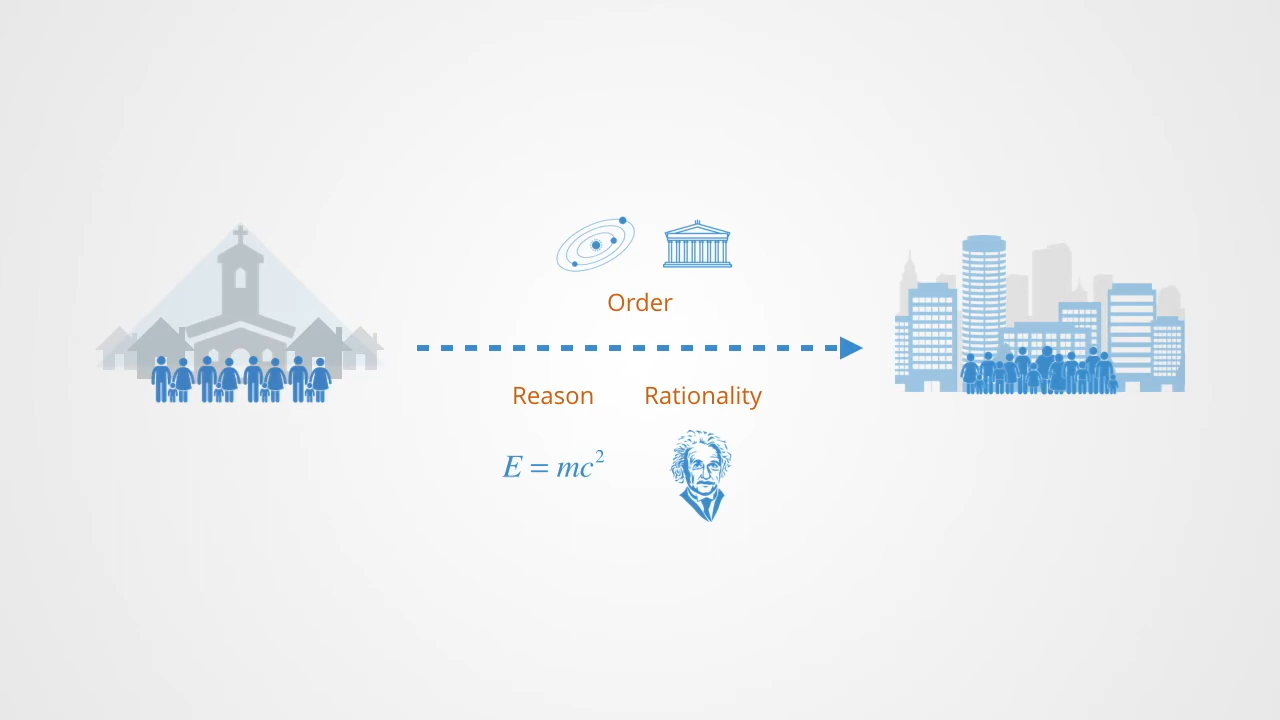 Order
Reason Rationality
E = mc²